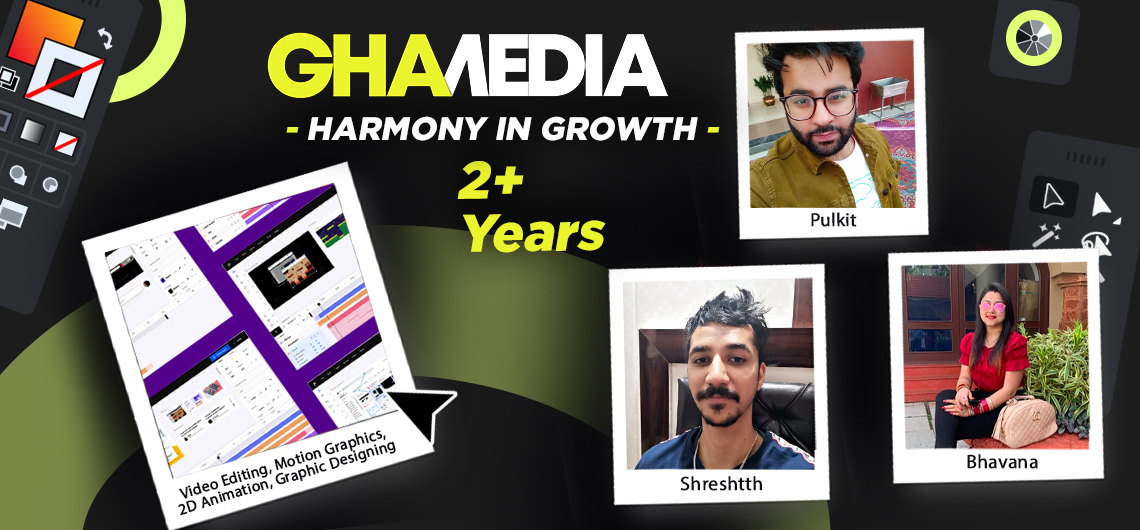 GHAMEDIA
- HARMONY IN GROWTH -
2+
Years
Pulkit
Video Editing, Motion Graphics,
2D Animation, Graphic Designing
Shreshtth
Bhavana